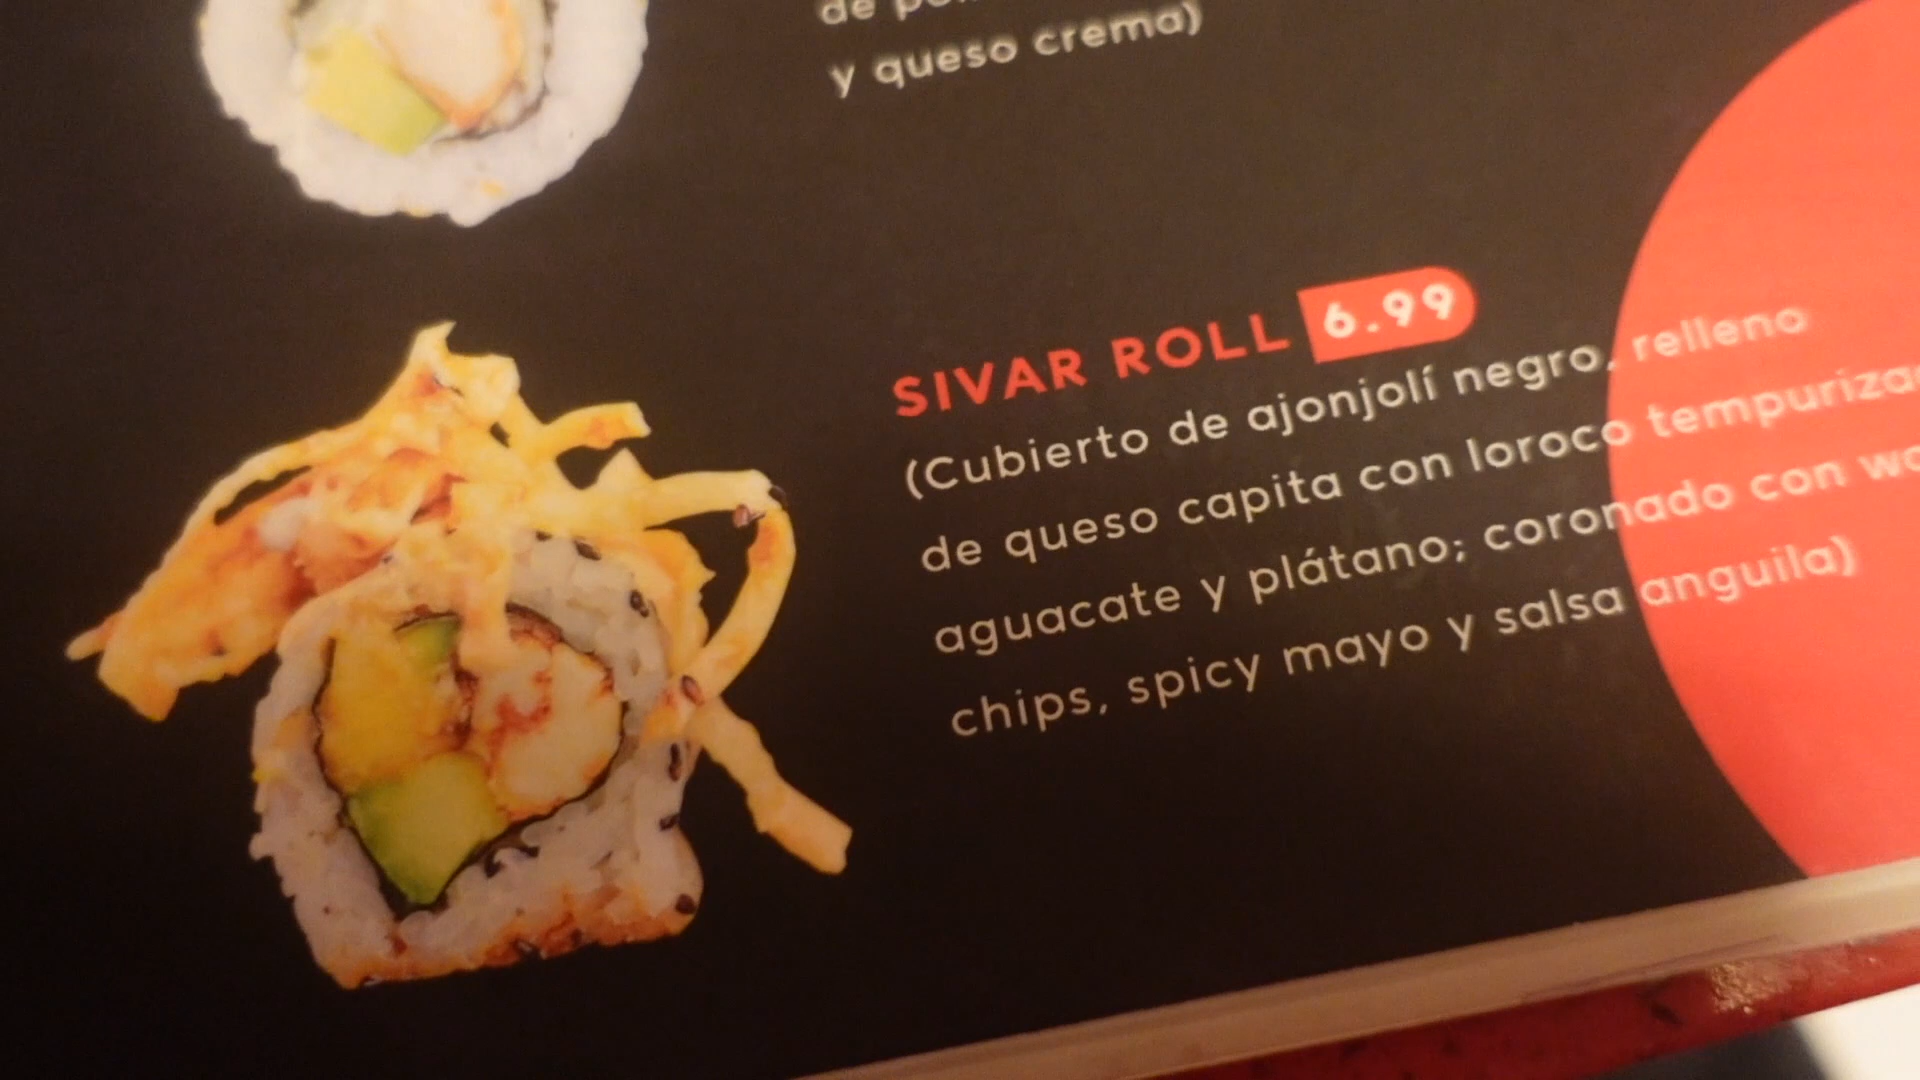 de
y queso crema)
SIVAR ROLL 6.99
(Cubierto de ajonjolí negro, relleno
de queso capita con loroco
aguacate y plátano; coronado con
chips, spicy mayo y salsa anguila)